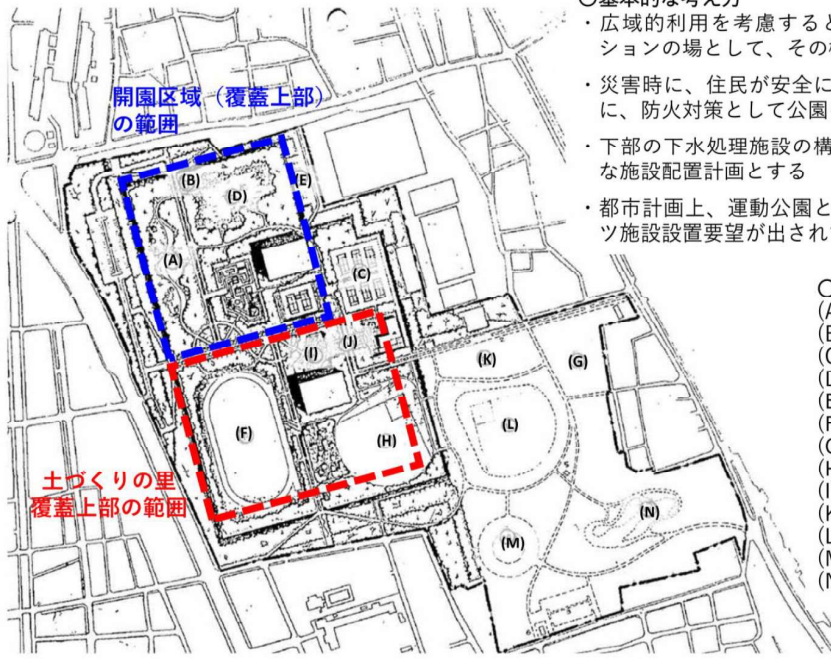 ○基本的な考え方
・広域的利用を考慮すると
ションの場として、その
・災害時に、住民が安全に
に、防火対策として公園
・下部の下水処理施設の構
な施設配置計画とする
・都市計画上、運動公園と
ツ施設設置要望が出され
開園区域（覆蓋上部）
の範囲
(B)
(D)
(E)
(A)
(C)
(I)
(J)
(K)
(G)
(F)
(H)
(L)
土づくりの里
覆蓋上部の範囲
(M)
(N)